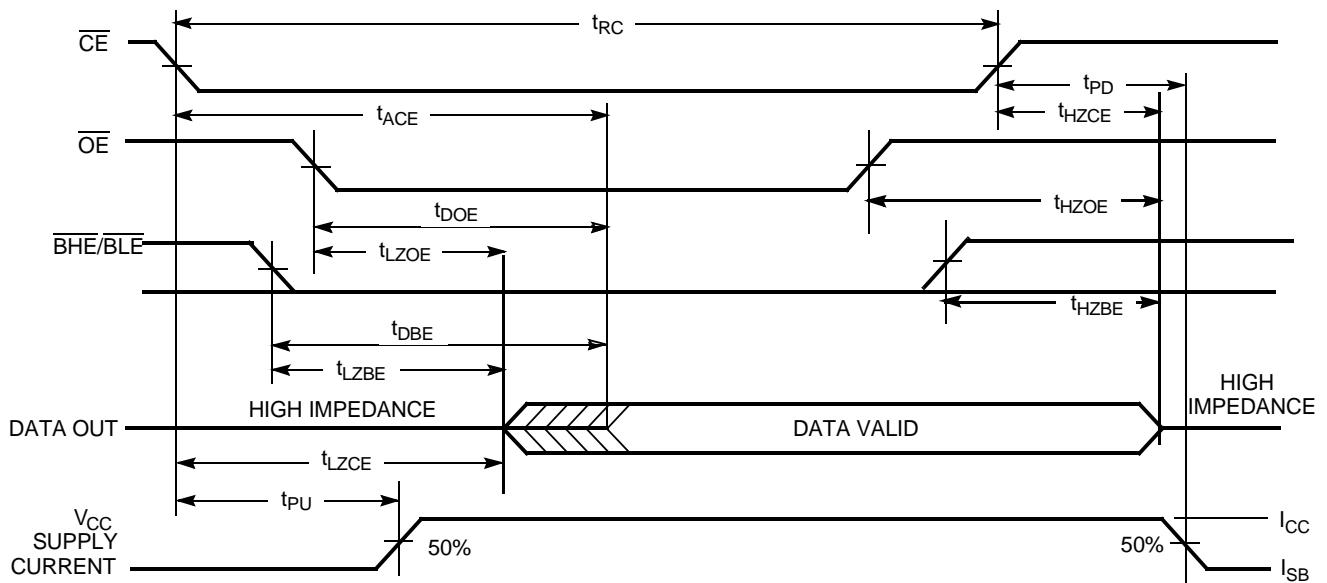 tRC
CE
tPD
tACE
tHZCE
OE
tDOE
tHZOE
BHE/BLE
tLZOE
tHZBE
tDBE
tLZBE
HIGH
IMPEDANCE
HIGH IMPEDANCE
DATA OUT
DATA VALID
tLZCE
tPU
VCC
SUPPLY
CURRENT
50%
50%
ICC
ISB